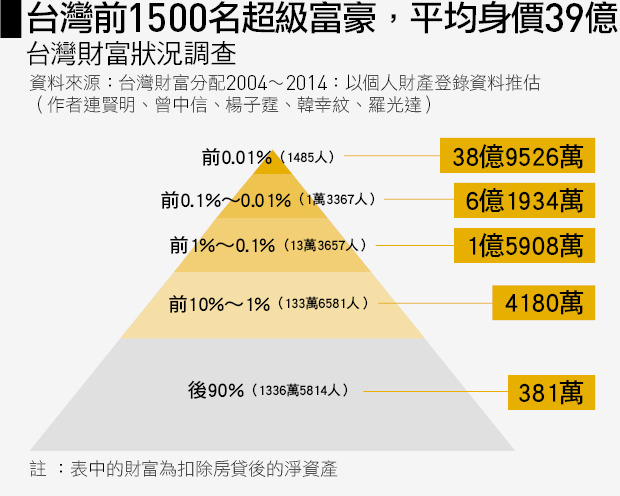 台灣前1500名超級富豪，平均身價39億
台灣財富狀況調查
資料來源：台灣財富分配2004～2014：以個人財產登錄資料推估
（作者連賢明、曾中信、楊子霆、韓幸紋、羅光達）
前0.01%（1485人） 38億9526萬
前0.1%～0.01%（1萬3367人） 6億1934萬
前1%～0.1%（13萬3657人） 1億5908萬
前10%～1%（133萬6581人） 4180萬
後90%（1336萬5814人） 381萬
註 ：表中的財富為扣除房貸後的淨資產